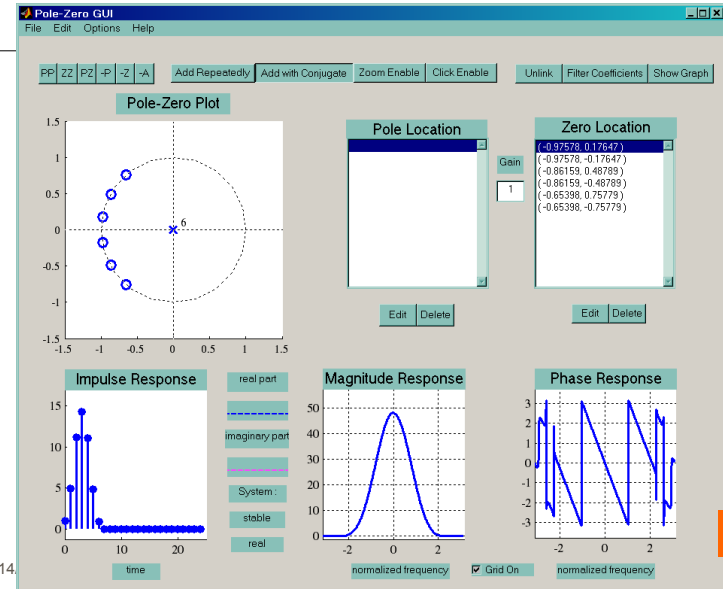 Pole-Zero GUI
File Edit Options Help
PP ZZ PZ -P -Z -A Add Repeatedly Add with Conjugate Zoom Enable Click Enable Unlink Filter Coefficients Show Graph
Pole-Zero Plot
1.5
1
0.5
0
-0.5
-1
-1.5
-1.5 -1 -0.5 0 0.5 1 1.5
6
Pole Location
Edit Delete
Gain
1
Zero Location
(-0.97578, 0.17647)
(-0.97578, -0.17647)
(-0.86159, 0.48789)
(-0.86159, -0.48789)
(-0.65398, 0.75779)
(-0.65398, -0.75779)
Edit Delete
Impulse Response
15
10
5
0
0 10 20
time
real part
imaginary part
System :
stable
real
Magnitude Response
50
40
30
20
10
0
-2 0 2
normalized frequency
Grid On
Phase Response
3
2
1
0
-1
-2
-3
-2 0 2
normalized frequency
14